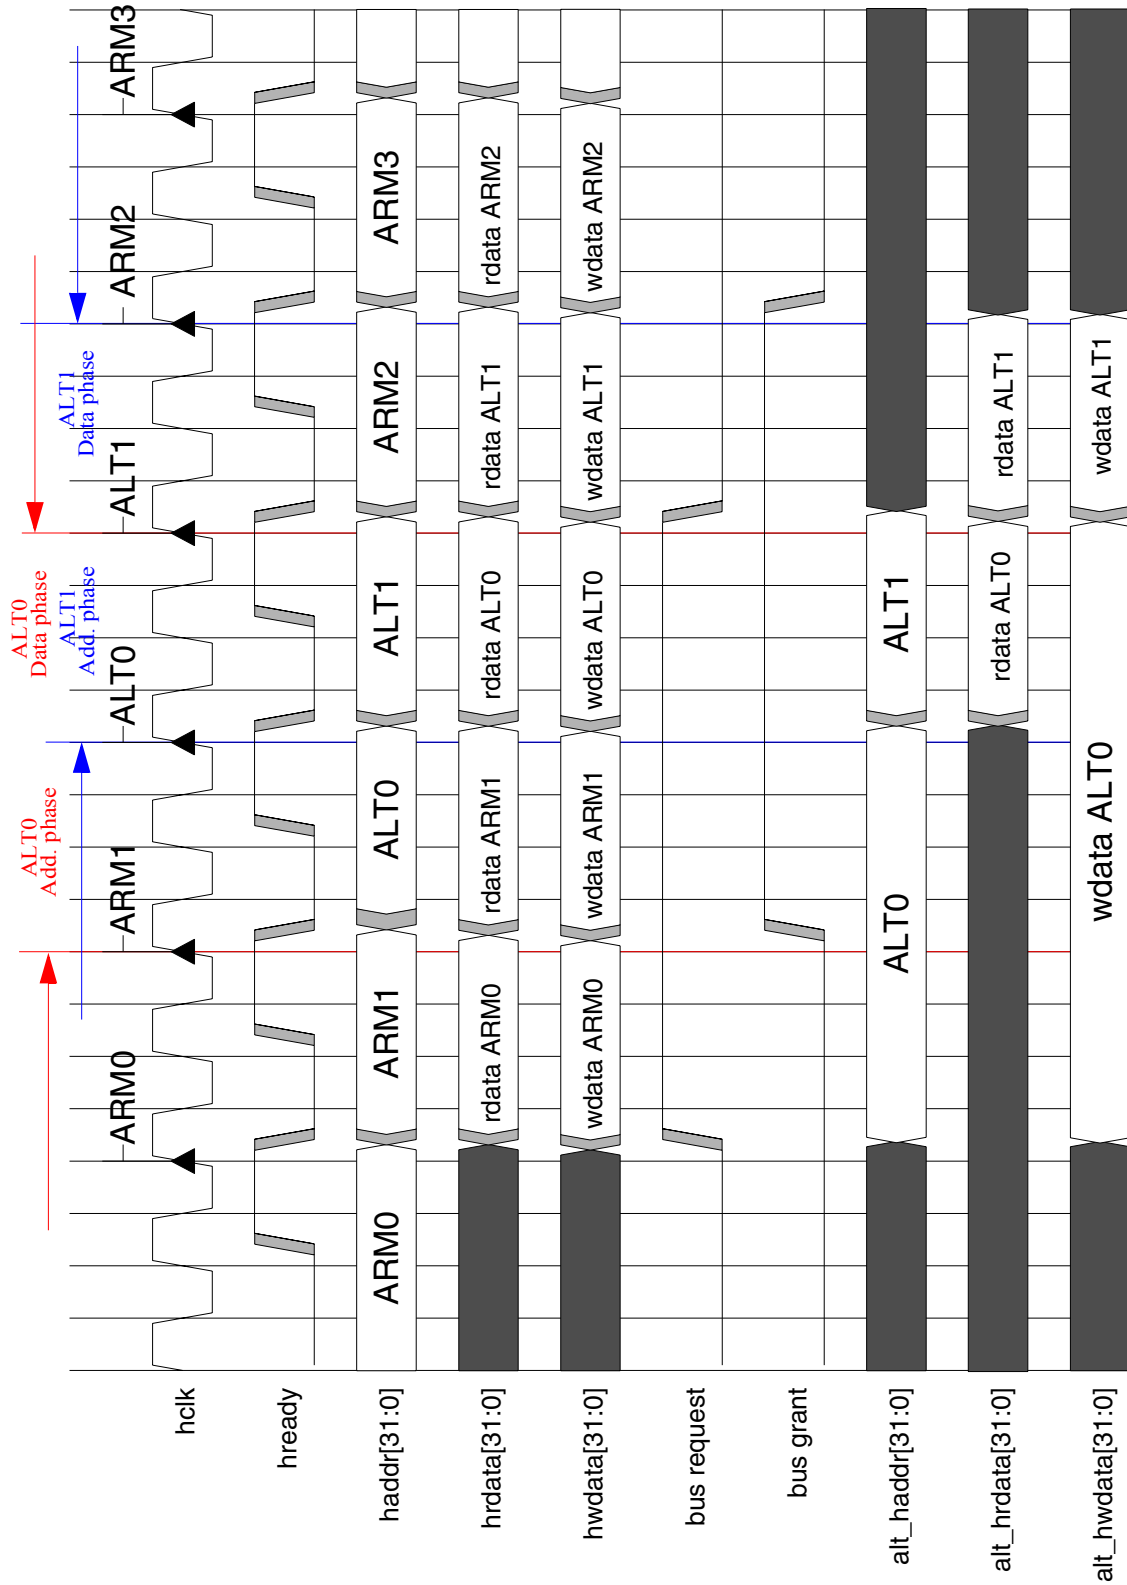 ALT0
Add. phase
ALT0
Data phase
ALT1
Add. phase
ALT1
Data phase
ARM0
ARM1
ALT0
ALT1
ARM2
ARM3
hclk
hready
haddr[31:0]
ARM0
ARM1
ALT0
ALT1
ARM2
ARM3
hrdata[31:0]
rdata ARM0
rdata ARM1
rdata ALT0
rdata ALT1
rdata ARM2
hwdata[31:0]
wdata ARM0
wdata ARM1
wdata ALT0
wdata ALT1
wdata ARM2
bus request
bus grant
alt_haddr[31:0]
ALT0
ALT1
alt_hrdata[31:0]
rdata ALT0
rdata ALT1
alt_hwdata[31:0]
wdata ALT0
wdata ALT1